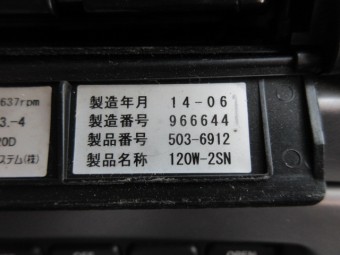 637rpm
3.-4
20D
ステム(株)
製造年月 14-06
製造番号 966644
製品番号 503-6912
製品名称 120W-2SN